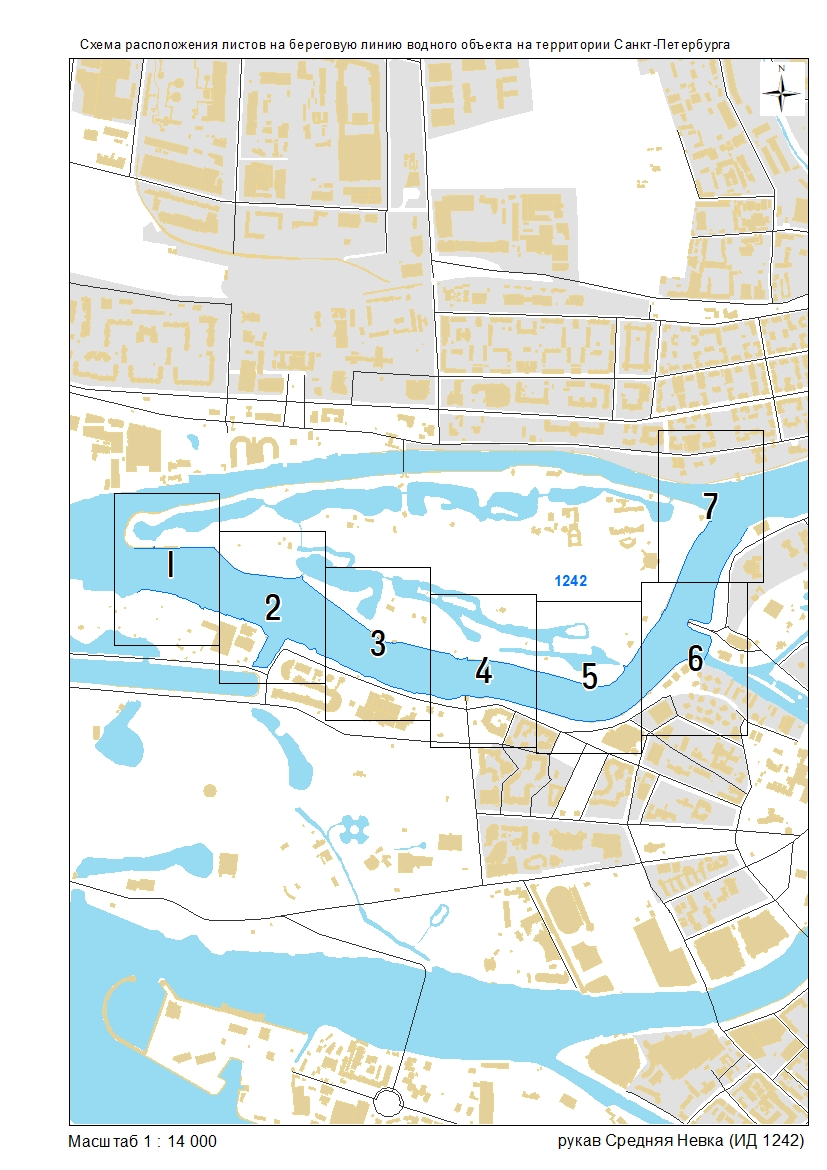 Схема расположения листов на береговую линию водного объекта на территории Санкт-Петербурга
N
7
1
1242
2
3
4
5
6
Масштаб 1 : 14 000
рукав Средняя Невка (ИД 1242)